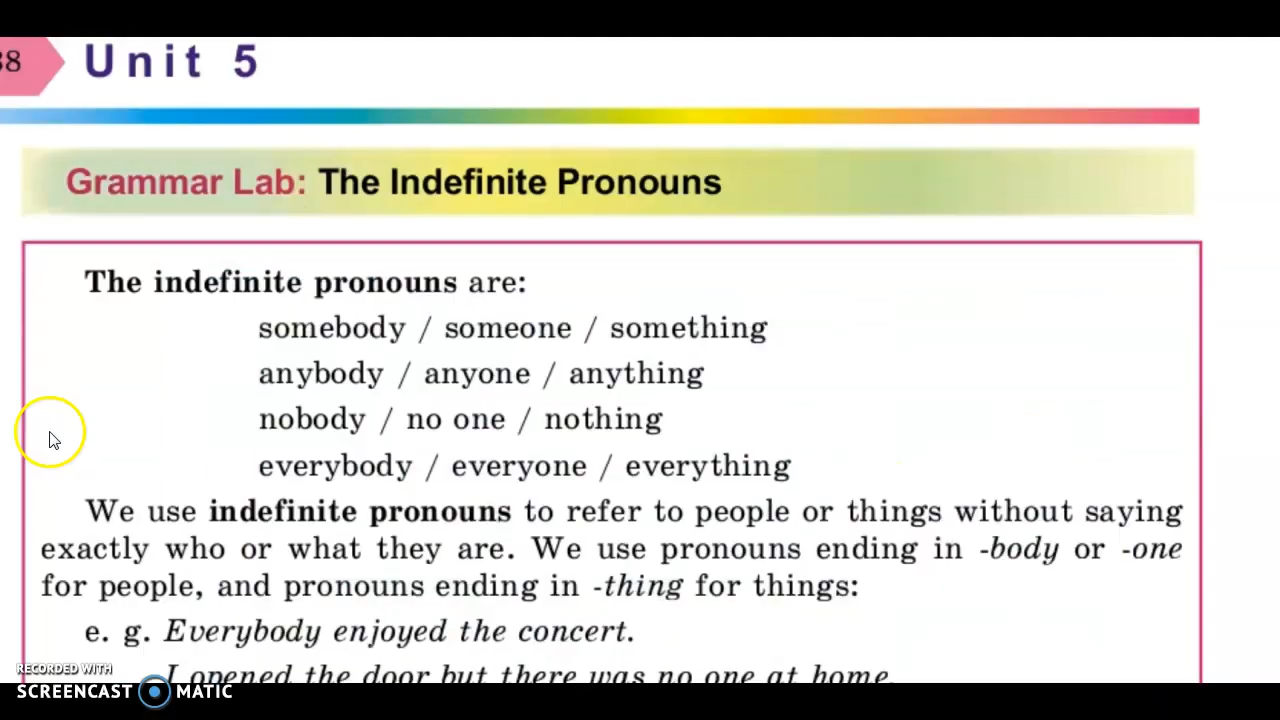 38
Unit 5
Grammar Lab: The Indefinite Pronouns
The indefinite pronouns are:
somebody / someone / something
anybody / anyone / anything
nobody / no one / nothing
everybody / everyone / everything
We use indefinite pronouns to refer to people or things without saying
exactly who or what they are. We use pronouns ending in -body or -one
for people, and pronouns ending in -thing for things:
e. g. Everybody enjoyed the concert.
I opened the door but there was no one at home.
RECORDED WITH
SCREENCAST MATIC